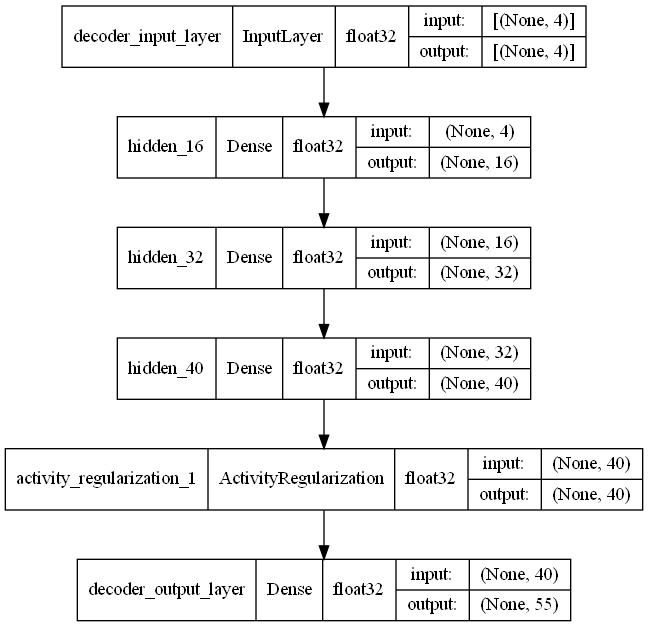 decoder_input_layer InputLayer float32 input: [(None, 4)]
output: [(None, 4)]
hidden_16 Dense float32 input: (None, 4)
output: (None, 16)
hidden_32 Dense float32 input: (None, 16)
output: (None, 32)
hidden_40 Dense float32 input: (None, 32)
output: (None, 40)
activity_regularization_1 ActivityRegularization float32 input: (None, 40)
output: (None, 40)
decoder_output_layer Dense float32 input: (None, 40)
output: (None, 55)